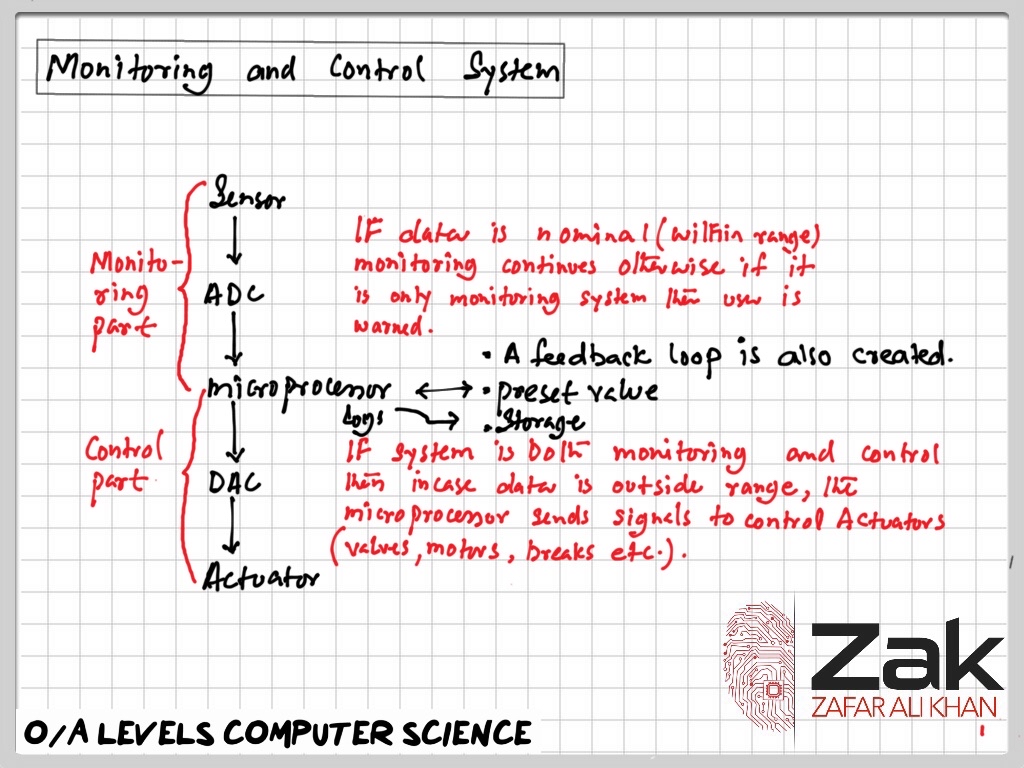 Monitoring and Control System
Sensor
Monito-
ring
part
ADC
IF data is nominal (within range)
monitoring continues otherwise if it
is only monitoring system then user is
warned.
• A feedback loop is also created.
microprocessor
• preset value
Logs
• Storage
Control
part
DAC
IF system is both monitoring and control
then incase data is outside range, the
microprocessor sends signals to control Actuators
(valves, motors, breaks etc.).
Actuator
Zak
ZAFAR ALI KHAN
O/A LEVELS COMPUTER SCIENCE
1